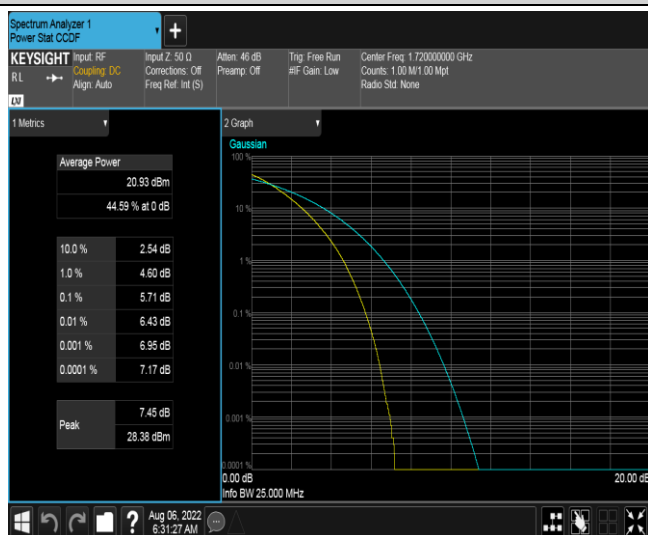 Spectrum Analyzer 1
Power Stat CCDF
KEYSIGHT
RL
LXI
Input: RF
Coupling: DC
Align: Auto
Input Z: 50 Ω
Corrections: Off
Freq Ref: Int (S)
Atten: 46 dB
Preamp: Off
Trig: Free Run
#IF Gain: Low
Center Freq: 1.720000000 GHz
Counts: 1.00 M/1.00 Mpt
Radio Std: None
1 Metrics
Average Power
20.93 dBm
44.59 % at 0 dB
10.0 % 2.54 dB
1.0 % 4.60 dB
0.1 % 5.71 dB
0.01 % 6.43 dB
0.001 % 6.95 dB
0.0001 % 7.17 dB
Peak
7.45 dB
28.38 dBm
2 Graph
Gaussian
100 %
10 %
1 %
0.1 %
0.01 %
0.001 %
0.0001 %
0.00 dB
20.00 dB
Info BW 25.000 MHz
Aug 06, 2022
6:31:27 AM